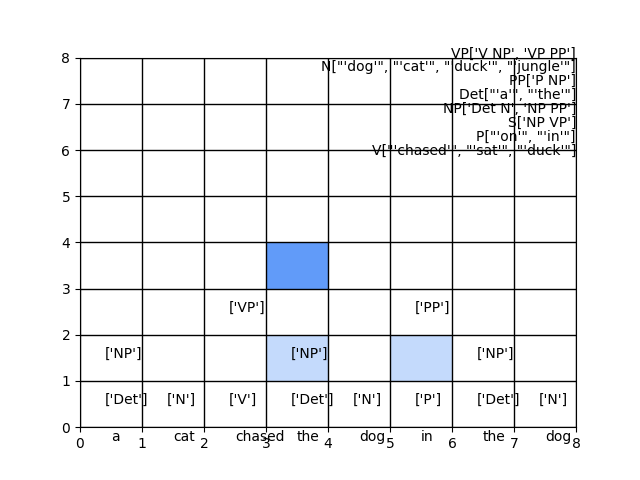 VP['V NP', 'VP PP']
8
N["'dog'", "'cat'", "'duck'", "'jungle'"]
PP['P NP']
Det["'a'", "'the'"]
7
NP['Det N', 'NP PP']
S['NP VP']
P["'on'", "'in'"]
6
V["'chased'", "'sat'", "'duck'"]
5
4
3
['VP'] ['PP']
2
['NP'] ['NP'] ['NP']
1
['Det'] ['N'] ['V'] ['Det'] ['N'] ['P'] ['Det'] ['N']
0
a cat chased the dog in the dog
0 1 2 3 4 5 6 7 8